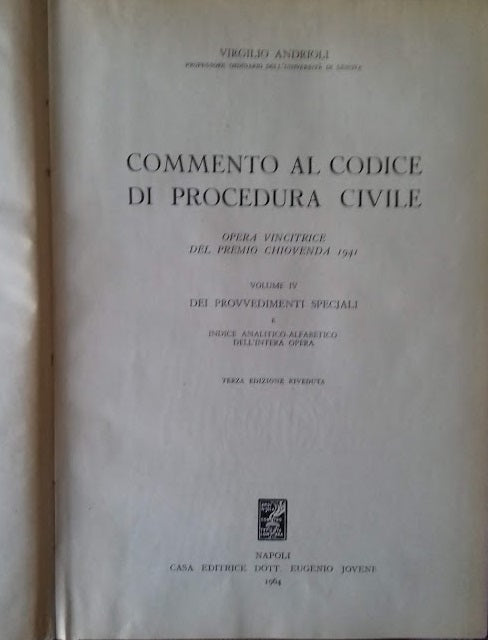 VIRGILIO ANDRIOLI
PROFESSORE ORDINARIO DELL'UNIVERSITÀ DI
COMMENTO AL CODICE
DI PROCEDURA CIVILE
OPERA VINCITRICE
DEL PREMIO CHIOVENDA 1941
VOLUME IV
DEI PROVVEDIMENTI SPECIALI
E
INDICE ANALITICO-ALFABETICO
DELL'INTERA OPERA
TERZA EDIZIONE RIVEDUTA
NAPOLI
CASA EDITRICE DOTT. EUGENIO JOVENE
1964